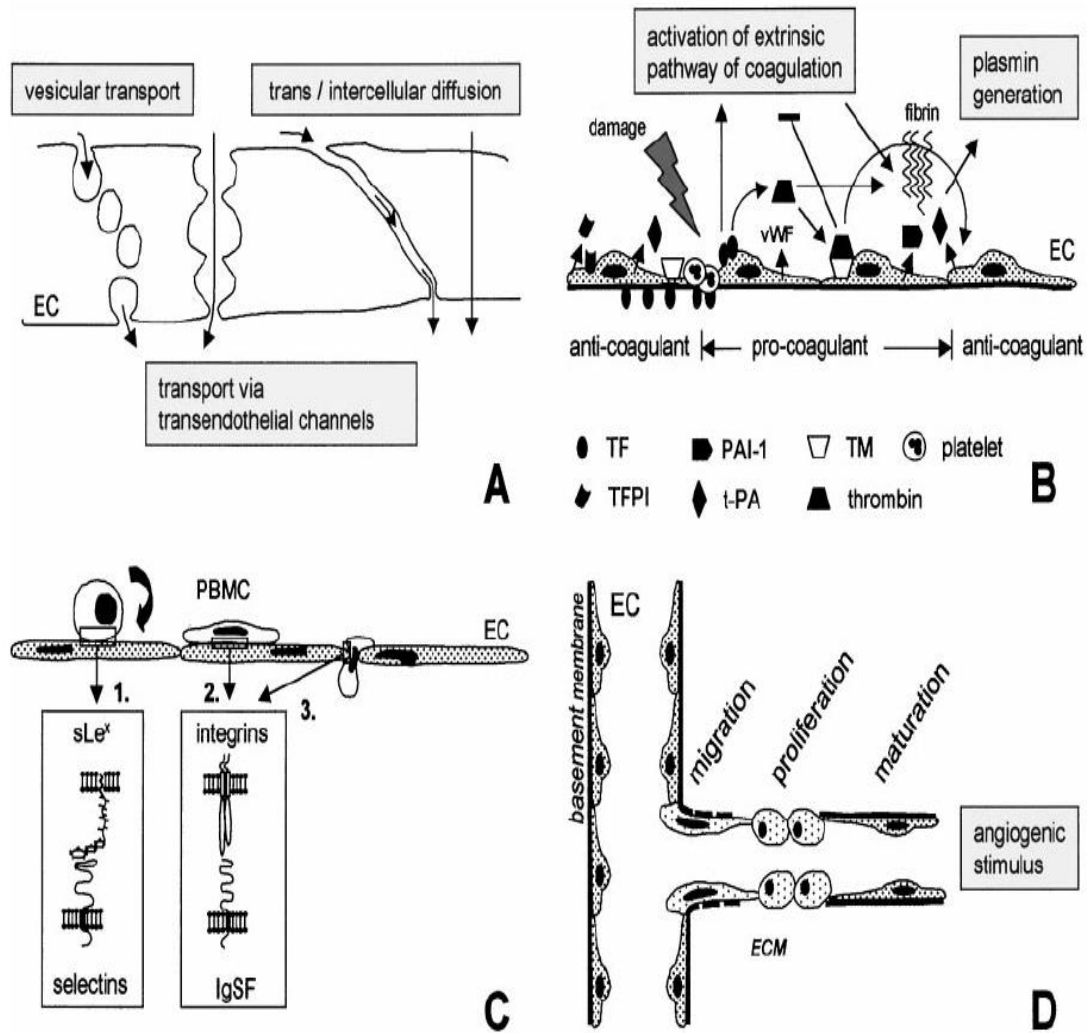 vesicular transport
trans / intercellular diffusion
EC
transport via
transendothelial channels
A
activation of extrinsic
pathway of coagulation
plasmin
generation
damage
fibrin
vWF
EC
anti-coagulant
pro-coagulant
anti-coagulant
TF
PAI-1
TM
platelet
TFPI
t-PA
thrombin
B
PBMC
EC
1.
2.
3.
sLeˣ
selectins
integrins
IgSF
C
basement membrane
EC
migration
proliferation
maturation
angiogenic
stimulus
ECM
D